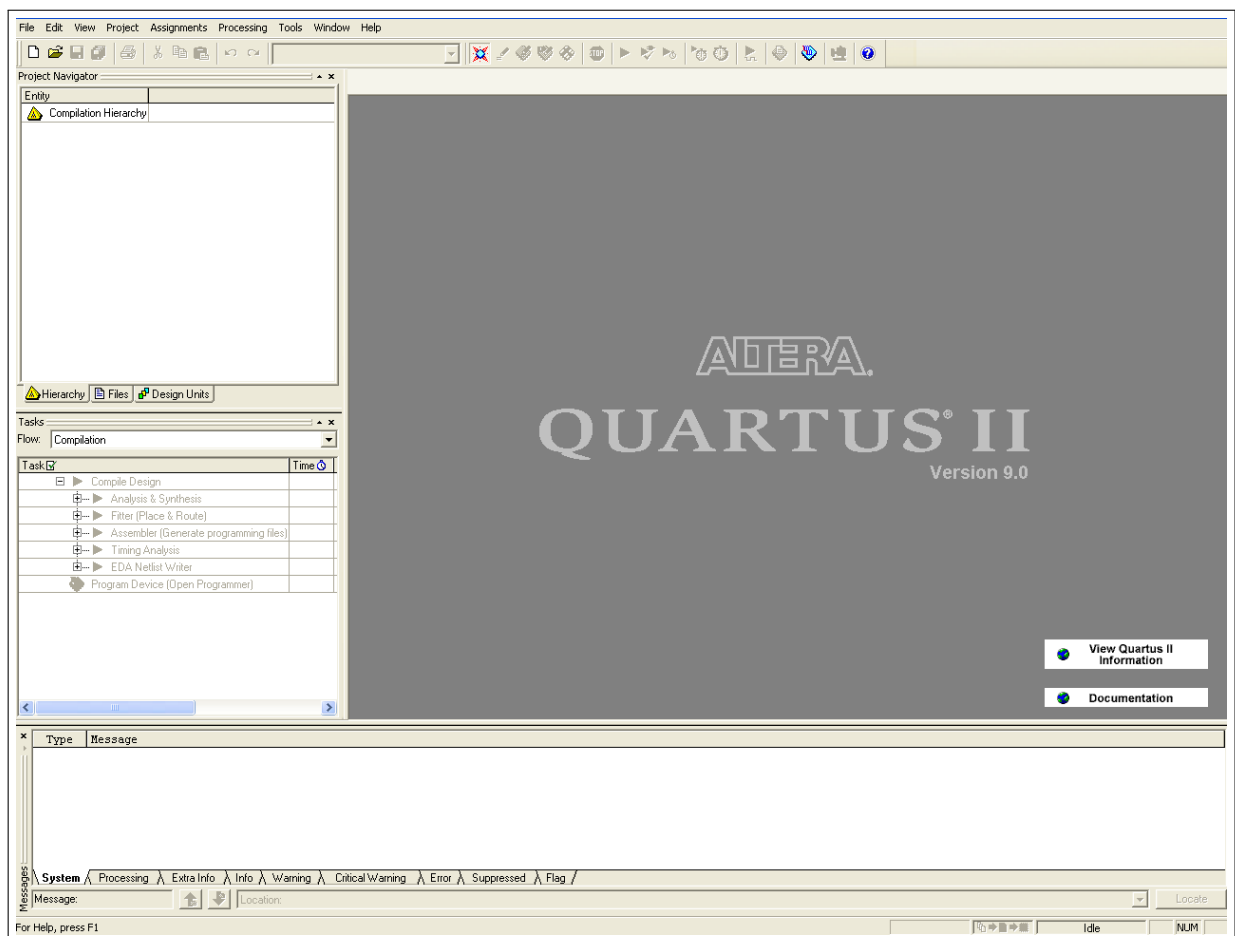 File Edit View Project Assignments Processing Tools Window Help
Project Navigator
Entity
Compilation Hierarchy
Hierarchy Files Design Units
Tasks
Flow: Compilation
Task Time
Compile Design
Analysis & Synthesis
Fitter (Place & Route)
Assembler (Generate programming files)
Timing Analysis
EDA Netlist Writer
Program Device (Open Programmer)
ALTERA®
QUARTUS® II
Version 9.0
View Quartus II
Information
Documentation
Type Message
System Processing Extra Info Info Warning Critical Warning Error Suppressed Flag
Messages
Message: Location: Locate
For Help, press F1 Idle NUM